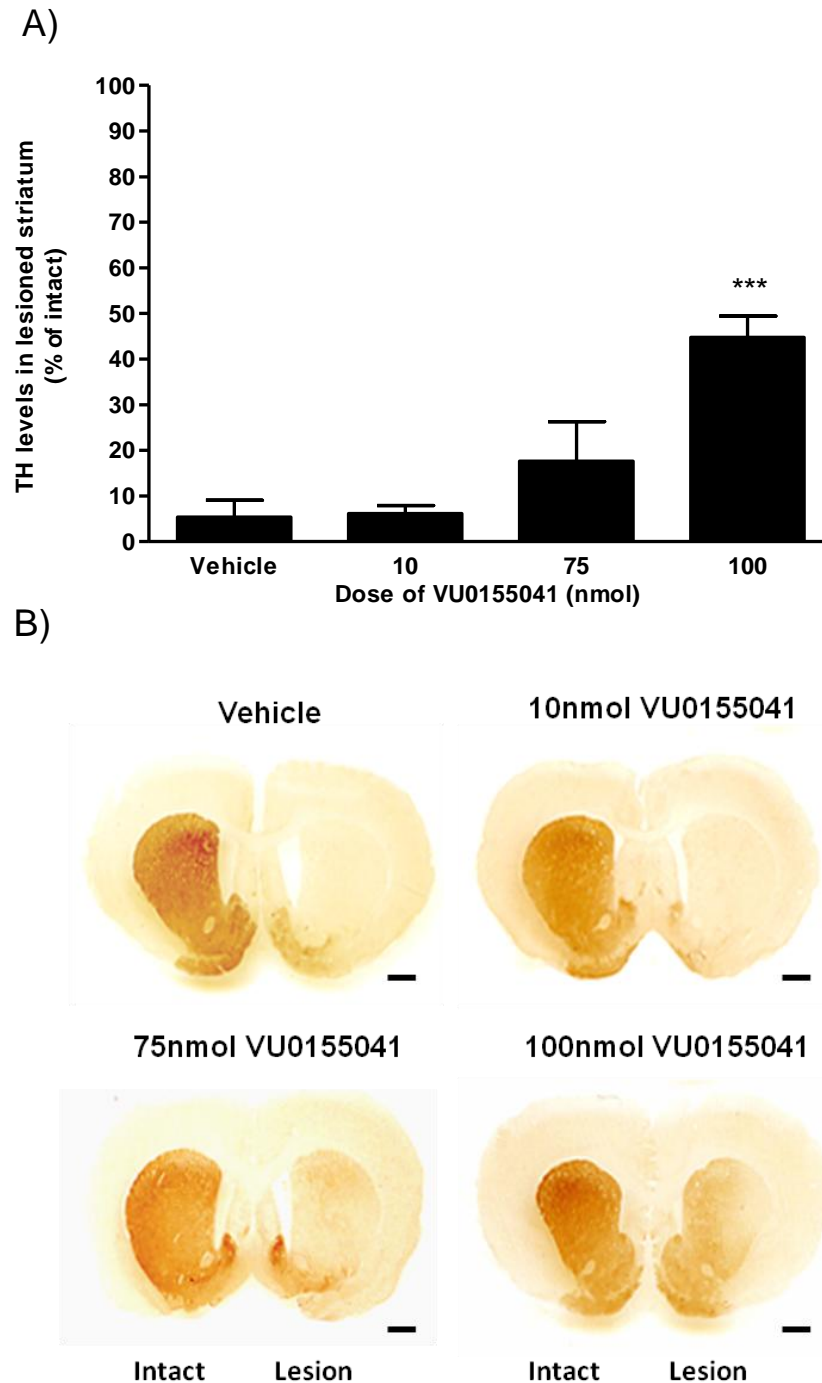 A)
TH levels in lesioned striatum
(% of intact)
100
90
80
70
60
50
40
30
20
10
0
***
Vehicle 10 75 100
Dose of VU0155041 (nmol)
B)
Vehicle 10nmol VU0155041
75nmol VU0155041 100nmol VU0155041
Intact Lesion Intact Lesion